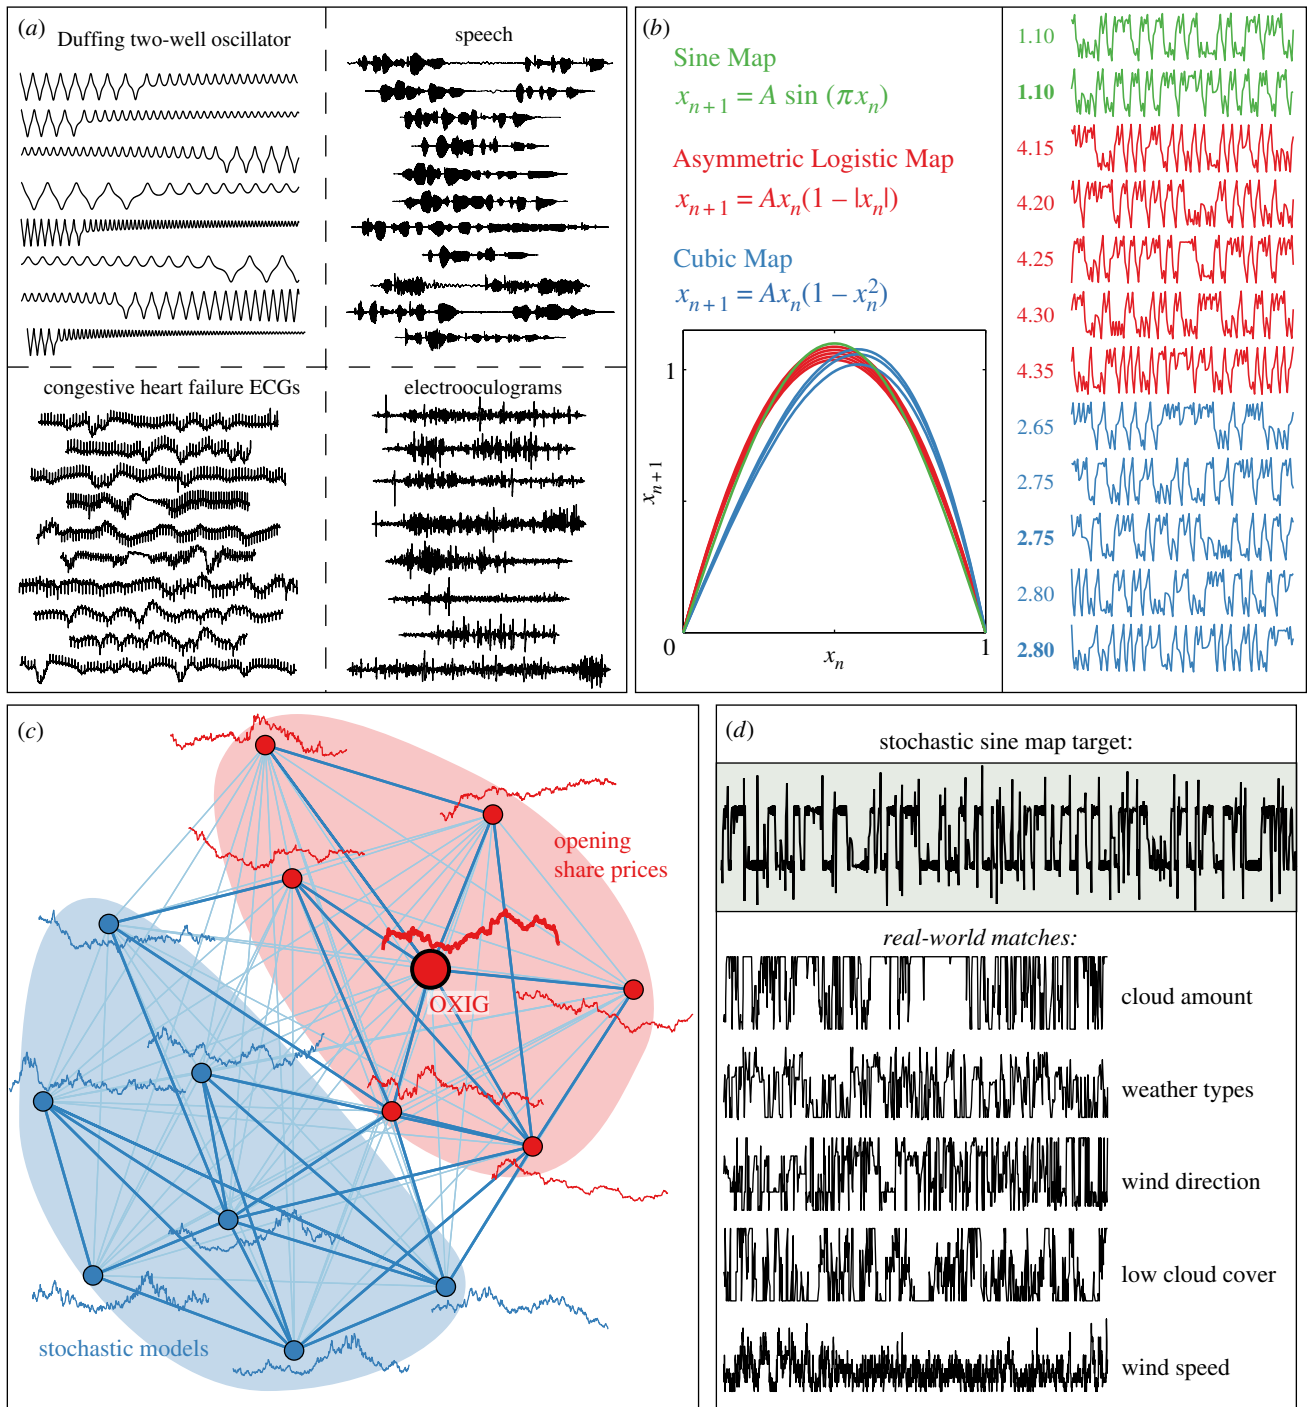 (a)
Duffing two-well oscillator
speech
congestive heart failure ECGs
electrooculograms
(b)
Sine Map
x_{n+1} = A sin (πx_n)
Asymmetric Logistic Map
x_{n+1} = Ax_n(1 – |x_n|)
Cubic Map
x_{n+1} = Ax_n(1 – x_n^2)
1
x_{n+1}
0
x_n
1
1.10
1.10
4.15
4.20
4.25
4.30
4.35
2.65
2.75
2.75
2.80
2.80
(c)
opening
share prices
OXIG
stochastic models
(d)
stochastic sine map target:
real-world matches:
cloud amount
weather types
wind direction
low cloud cover
wind speed